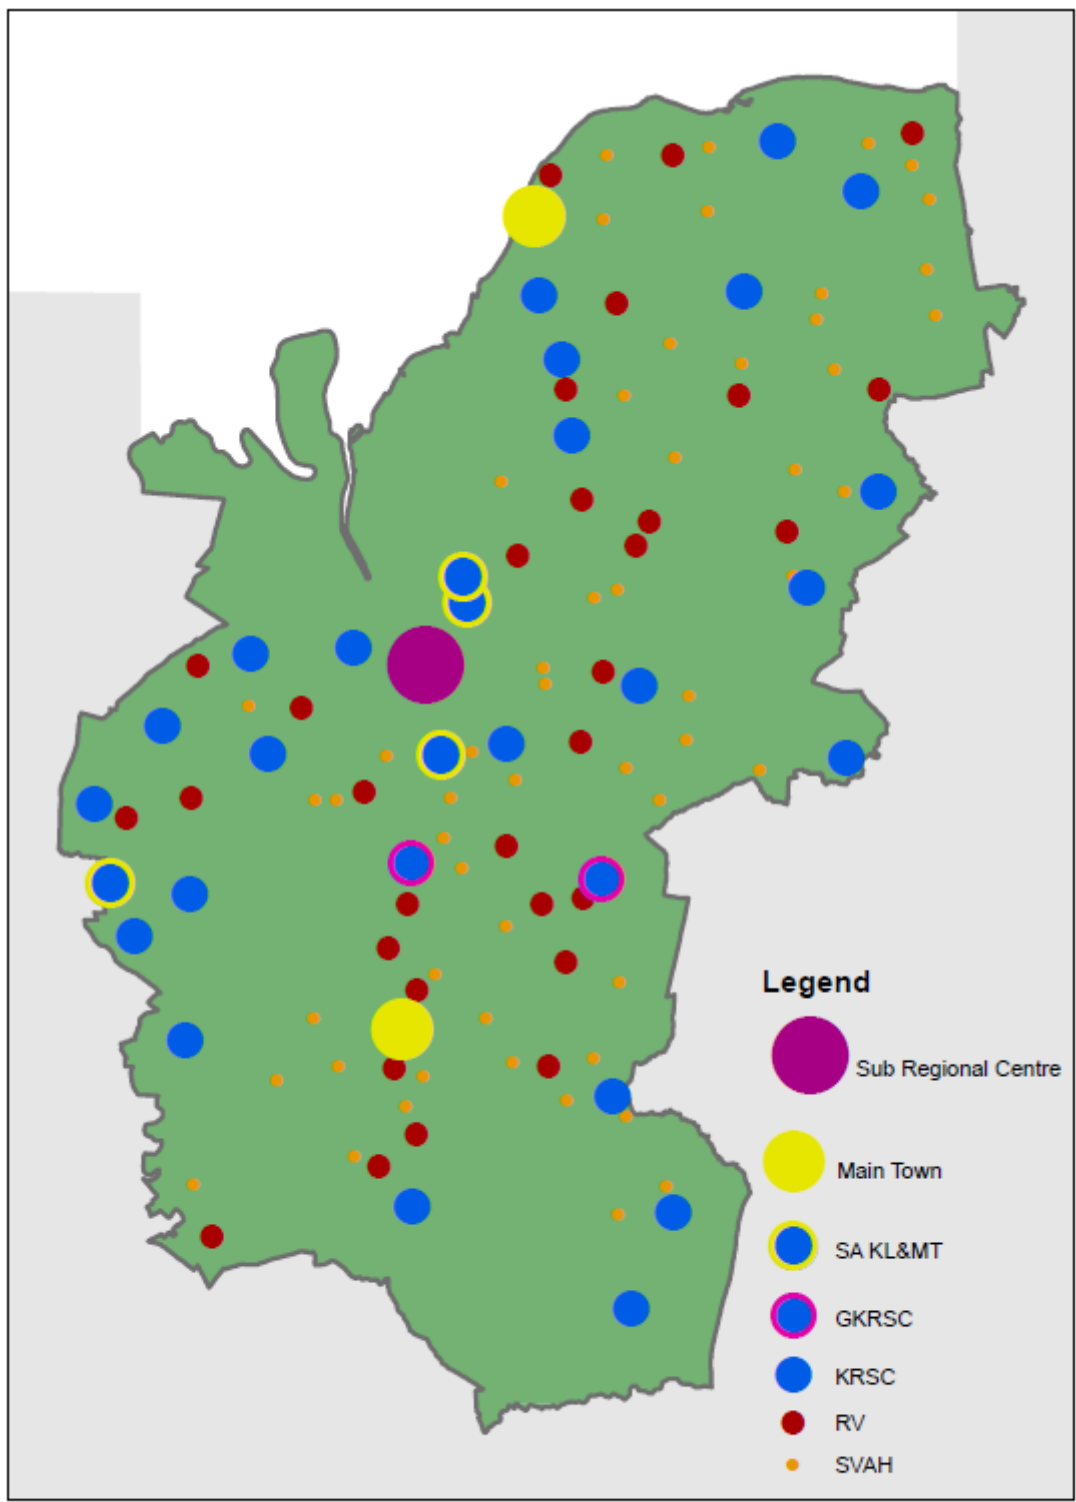 Legend
Sub Regional Centre
Main Town
SA KL&MT
GKRSC
KRSC
RV
SVAH